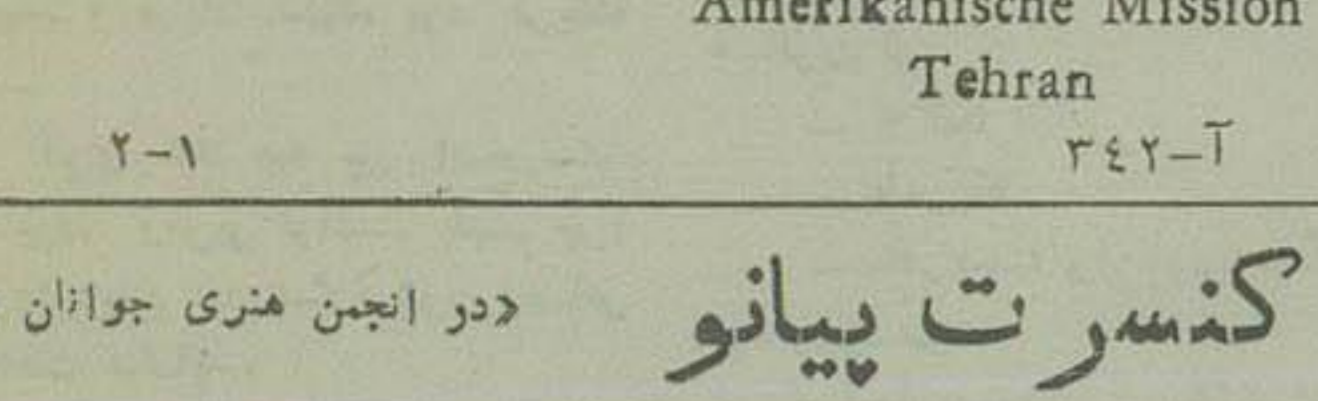 Amerikanische Mission
Tehran
آ-۳٤۲ ۱-۲
کنسرت پیانو «در انجمن هنری جوانان